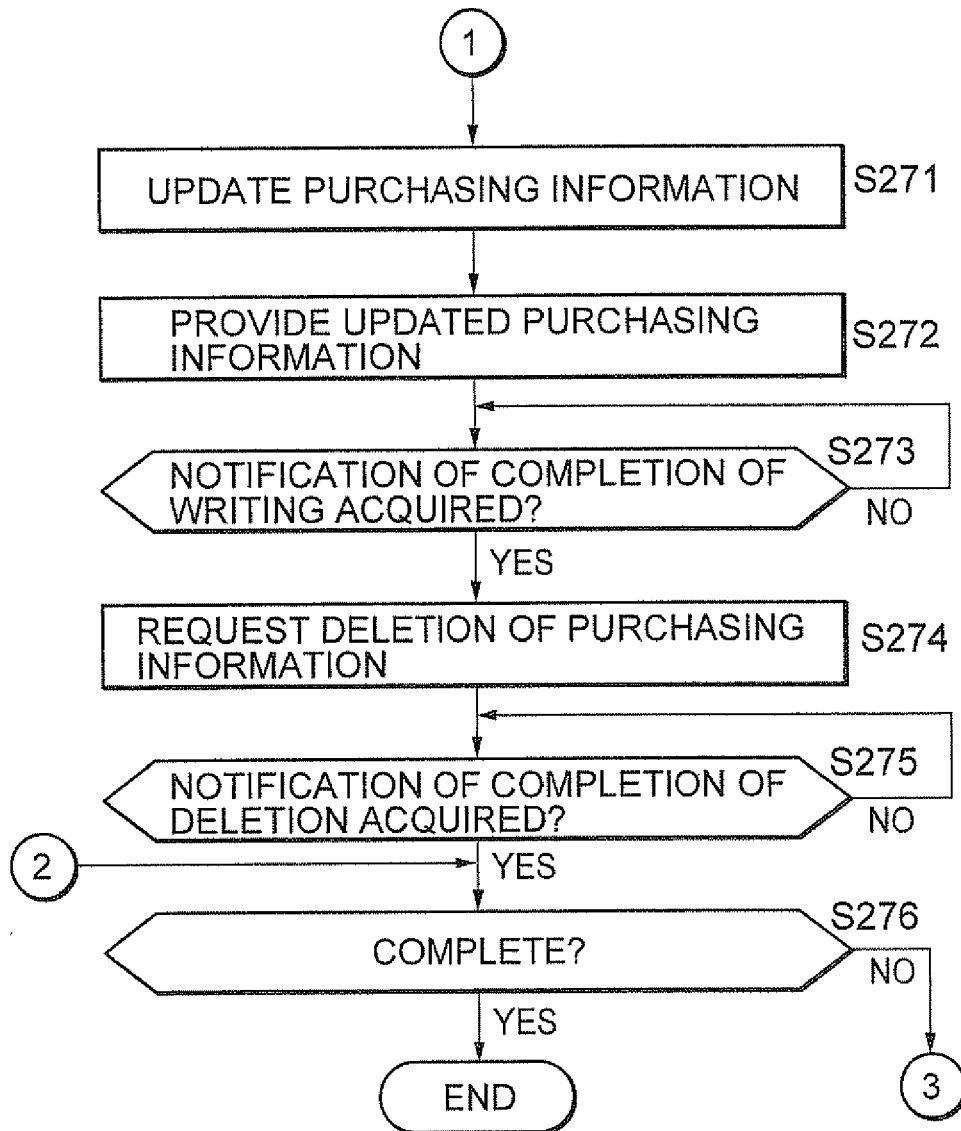 1
UPDATE PURCHASING INFORMATION
S271
PROVIDE UPDATED PURCHASING
INFORMATION
S272
NOTIFICATION OF COMPLETION OF
WRITING ACQUIRED?
S273
NO
YES
REQUEST DELETION OF PURCHASING
INFORMATION
S274
NOTIFICATION OF COMPLETION OF
DELETION ACQUIRED?
S275
NO
2
YES
COMPLETE?
S276
NO
YES
END
3